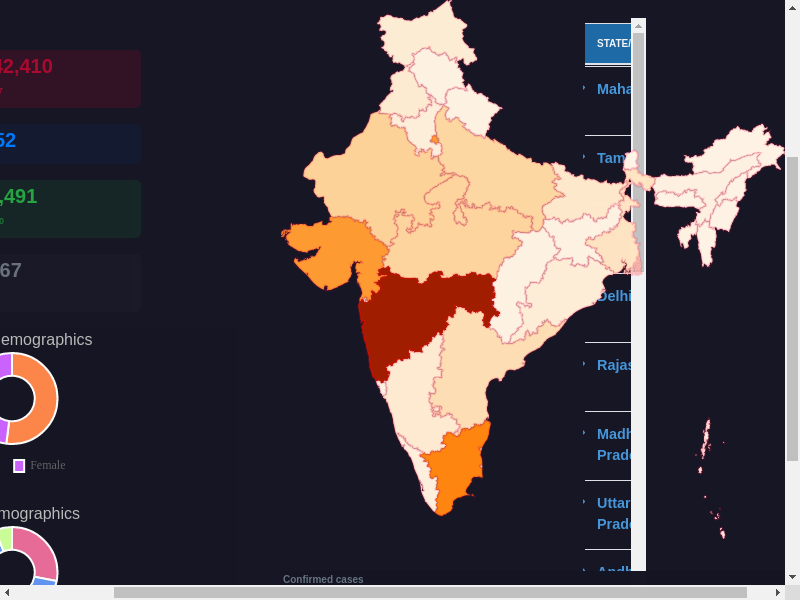 42,410
52
,491
0
67
emographics
Female
mographics
Confirmed cases
STATE/
Maha
Tam
Delhi
Rajas
Madh
Prade
Uttar
Prade
Andh